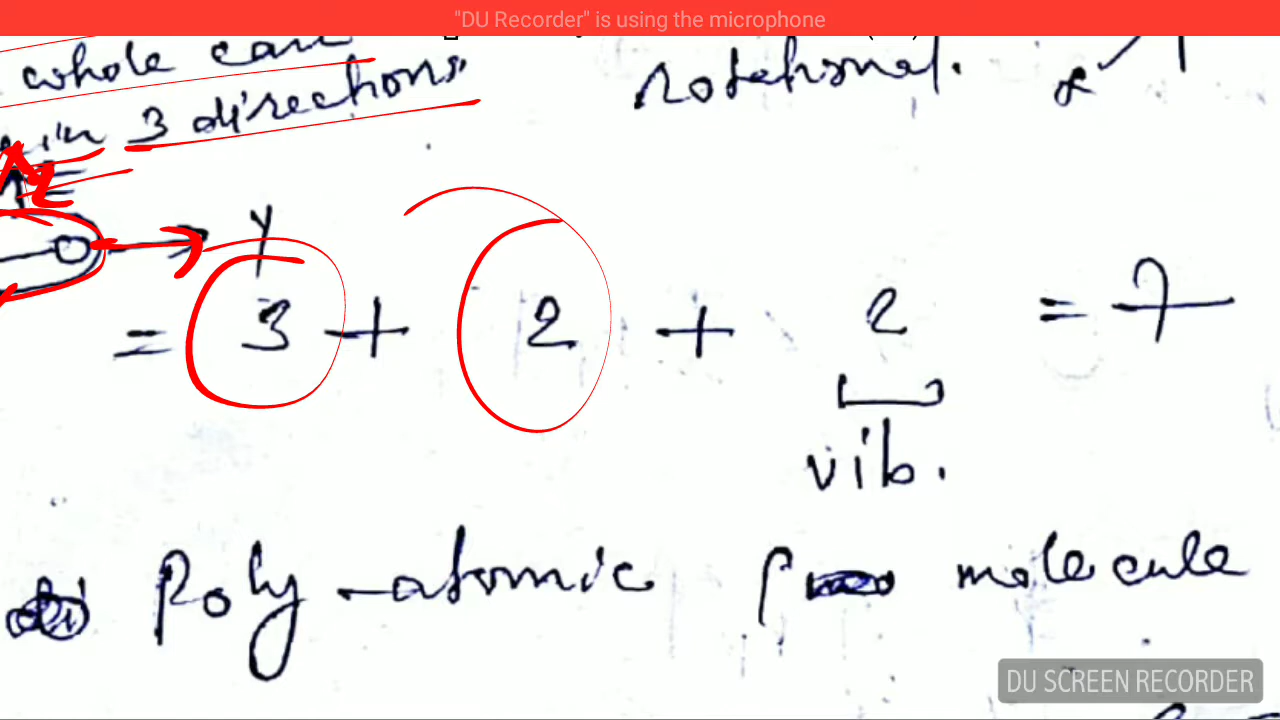 "DU Recorder" is using the microphone
whole can
rotational.
in 3 directions
y
= 3 + 2 + 2 = 7
vib.
Poly-atomic molecule
DU SCREEN RECORDER